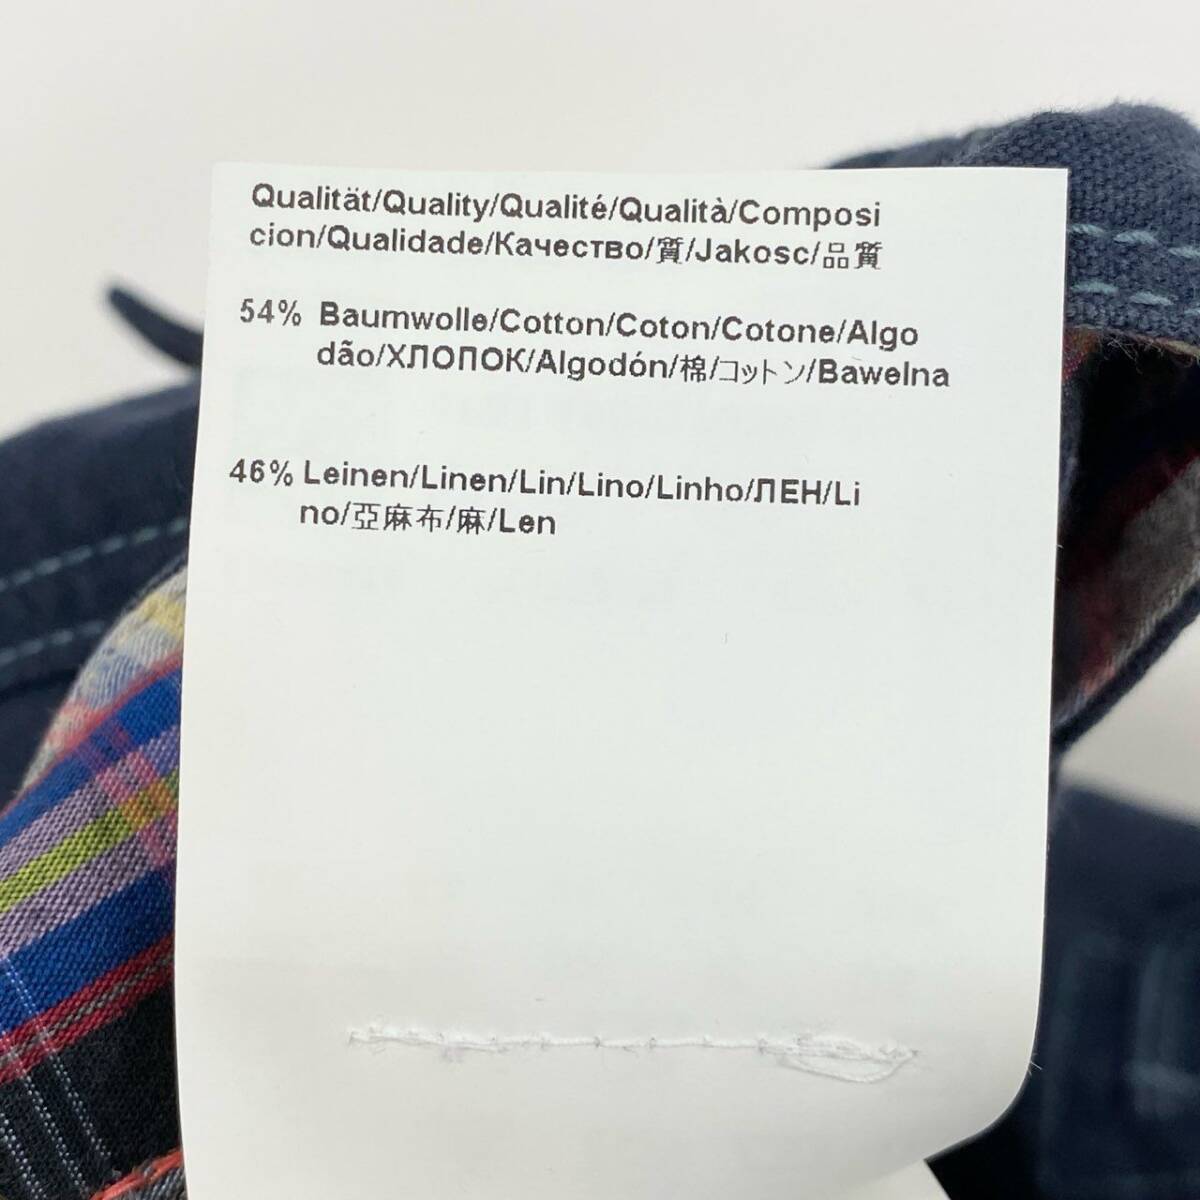 Qualität/Quality/Qualité/Qualità/Composi
cion/Qualidade/Качество/質/Jakosc/品質
54% Baumwolle/Cotton/Coton/Cotone/Algo
dão/ХЛОПОК/Algodón/棉/コットン/Bawelna
46% Leinen/Linen/Lin/Lino/Linho/ЛЕН/Li
no/亞麻布/麻/Len